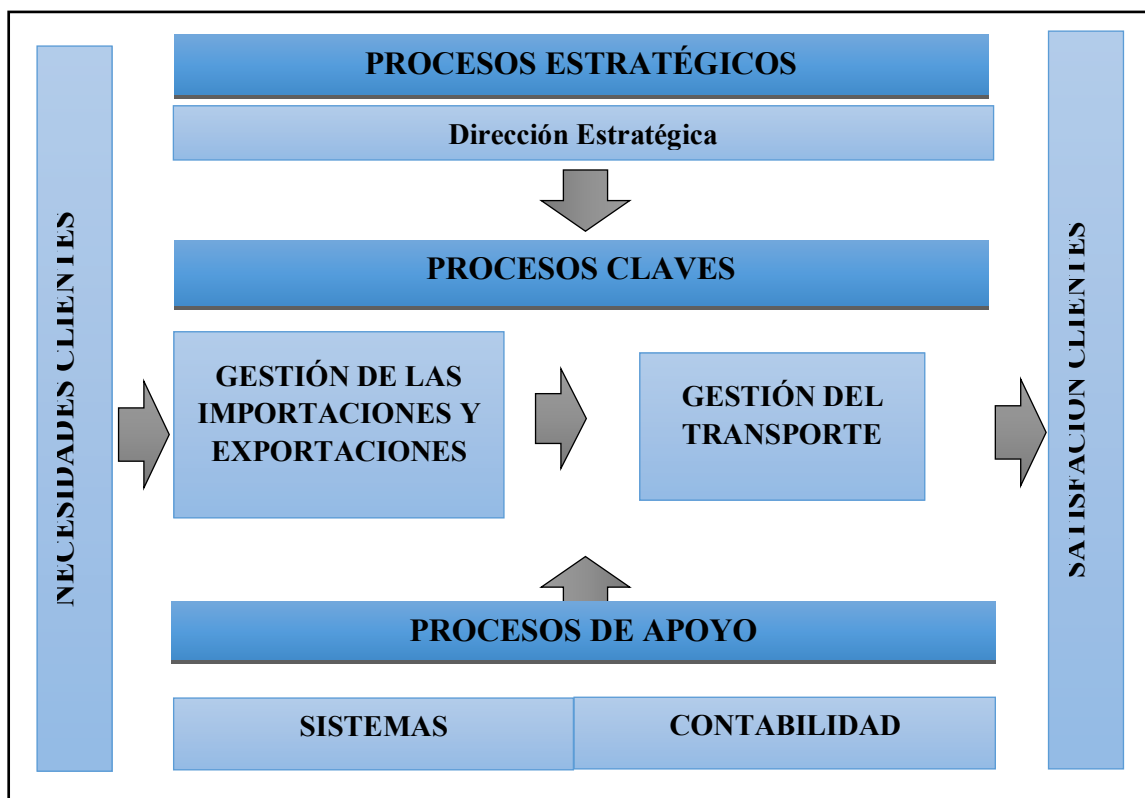 NECESIDADES CLIENTES
PROCESOS ESTRATÉGICOS
Dirección Estratégica
PROCESOS CLAVES
GESTIÓN DE LAS
IMPORTACIONES Y
EXPORTACIONES
GESTIÓN DEL
TRANSPORTE
PROCESOS DE APOYO
SISTEMAS
CONTABILIDAD
SATISFACCIÓN CLIENTES